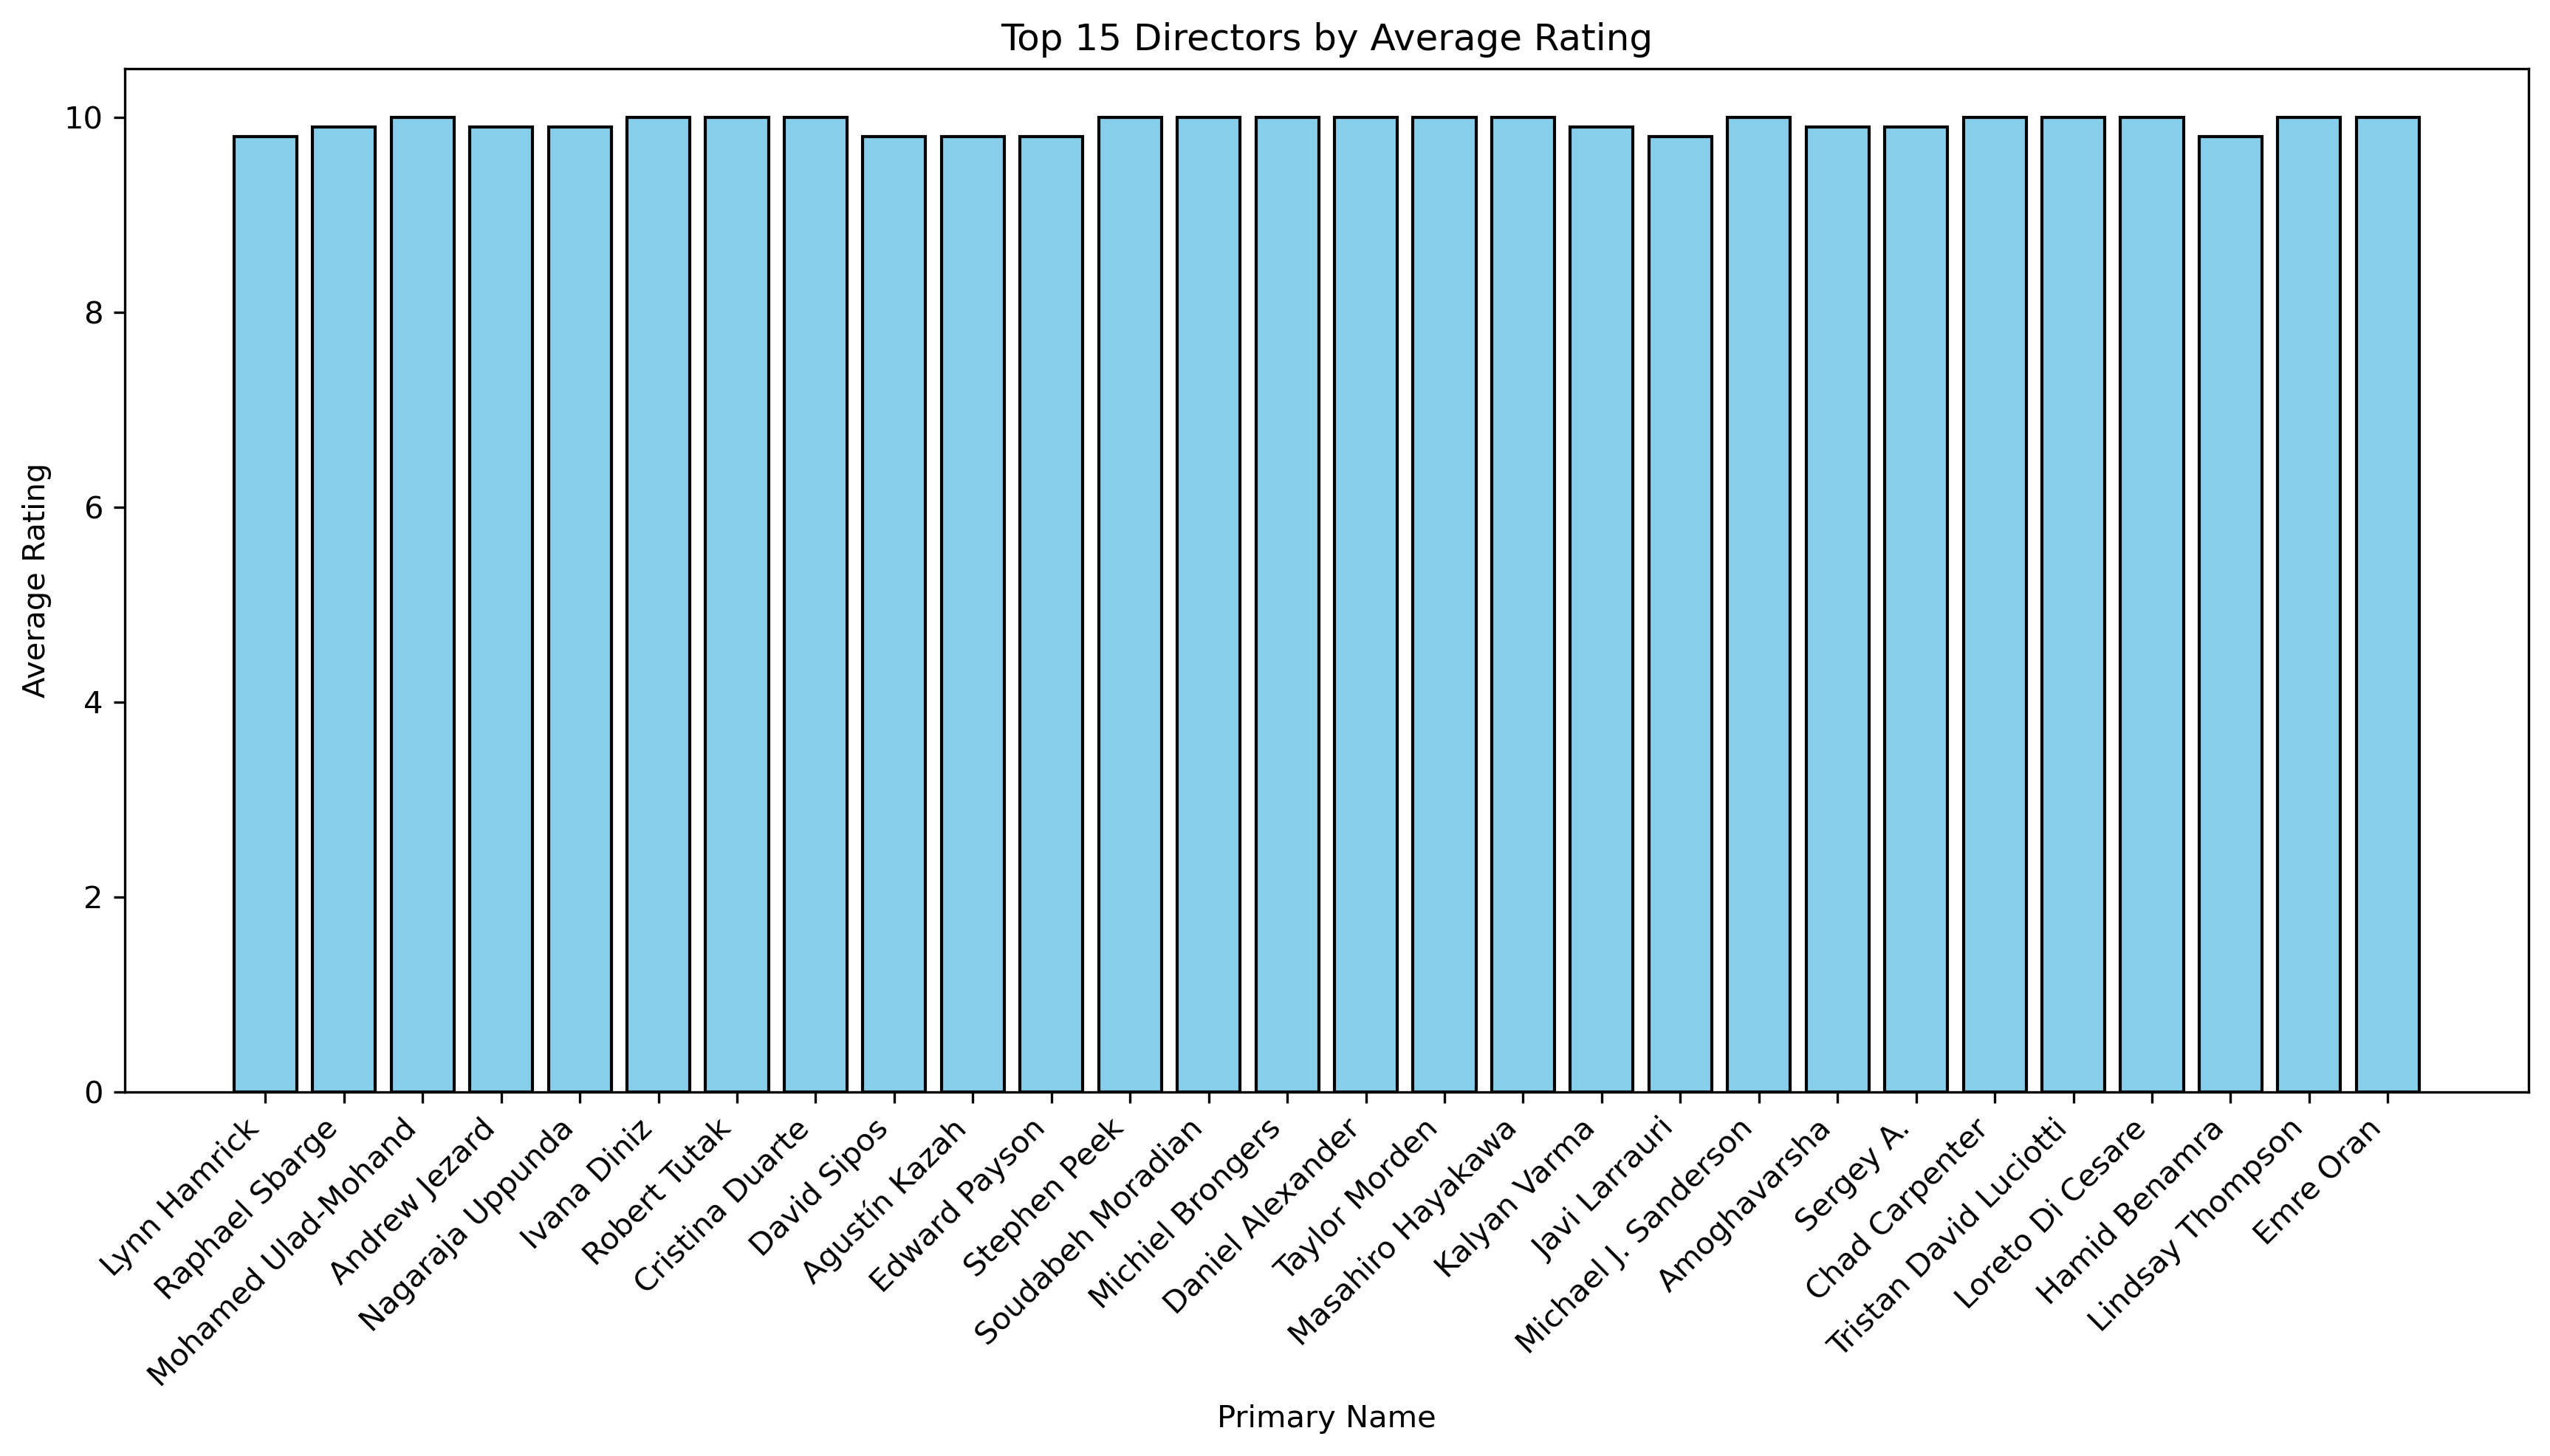 Top 15 Directors by Average Rating
Average Rating
10
8
6
4
2
0
Lynn Hamrick
Raphael Sbarge
Mohamed Ulad-Mohand
Andrew Jezard
Nagaraja Uppunda
Ivana Diniz
Robert Tutak
Cristina Duarte
David Sipos
Agustín Kazah
Edward Payson
Stephen Peek
Soudabeh Moradian
Michiel Brongers
Daniel Alexander
Taylor Morden
Masahiro Hayakawa
Kalyan Varma
Javi Larrauri
Michael J. Sanderson
Amoghavarsha
Sergey A.
Chad Carpenter
Tristan David Luciotti
Loreto Di Cesare
Hamid Benamra
Lindsay Thompson
Emre Oran
Primary Name